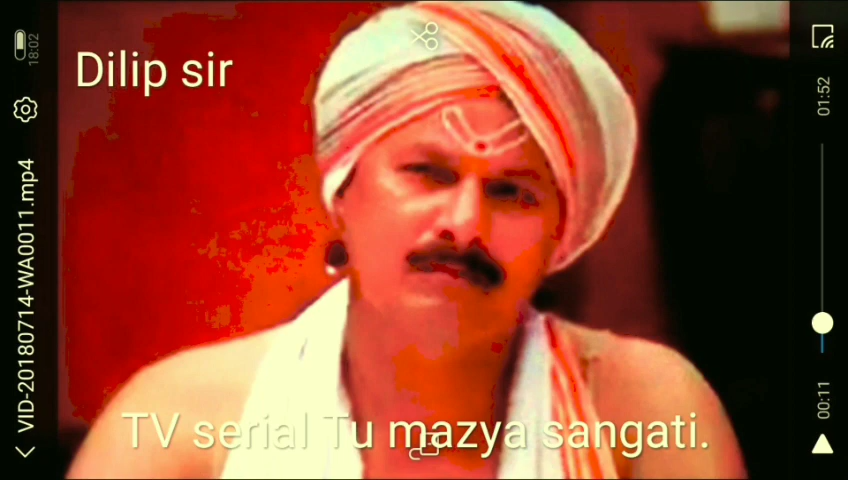 Dilip sir
TV serial Tu mazya sangati.
18:02
VID-20180714-WA0011.mp4
01:52
00:11